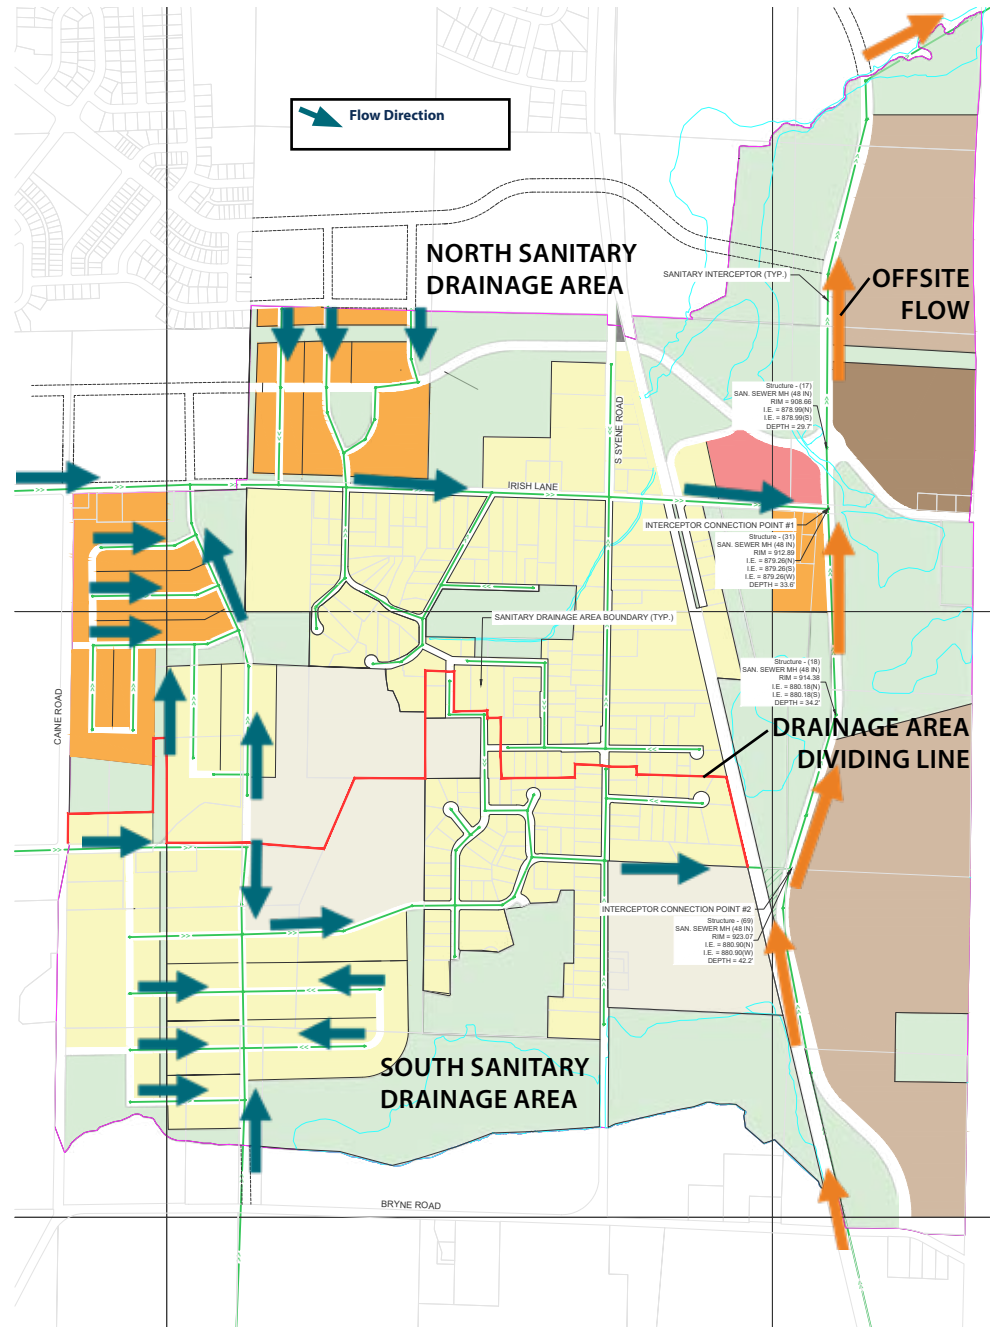 Flow Direction
NORTH SANITARY
DRAINAGE AREA
SANITARY INTERCEPTOR (TYP.)
OFFSITE
FLOW
Structure - (17)
SAN. SEWER MH (48 IN)
RIM = 908.66
I.E. = 878.99(N)
I.E. = 878.99(S)
DEPTH = 29.7'
S SYENE ROAD
IRISH LANE
INTERCEPTOR CONNECTION POINT #1
Structure - (31)
SAN. SEWER MH (48 IN)
RIM = 912.89
I.E. = 879.26(N)
I.E. = 879.26(S)
I.E. = 879.26(W)
DEPTH = 33.6'
SANITARY DRAINAGE AREA BOUNDARY (TYP.)
Structure - (18)
SAN. SEWER MH (48 IN)
RIM = 914.38
I.E. = 880.18(N)
I.E. = 880.18(S)
DEPTH = 34.2'
CAINE ROAD
DRAINAGE AREA
DIVIDING LINE
INTERCEPTOR CONNECTION POINT #2
Structure - (69)
SAN. SEWER MH (48 IN)
RIM = 923.07
I.E. = 880.90(N)
I.E. = 880.90(W)
DEPTH = 42.2'
SOUTH SANITARY
DRAINAGE AREA
BRYNE ROAD